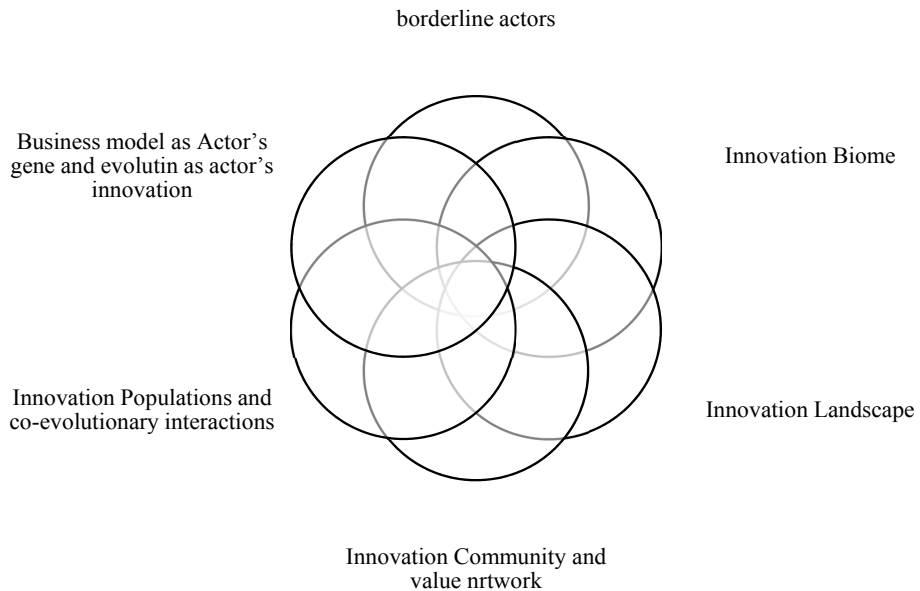 borderline actors
Business model as Actor's
gene and evolutin as actor's
innovation
Innovation Biome
Innovation Populations and
co-evolutionary interactions
Innovation Landscape
Innovation Community and
value nrtwork